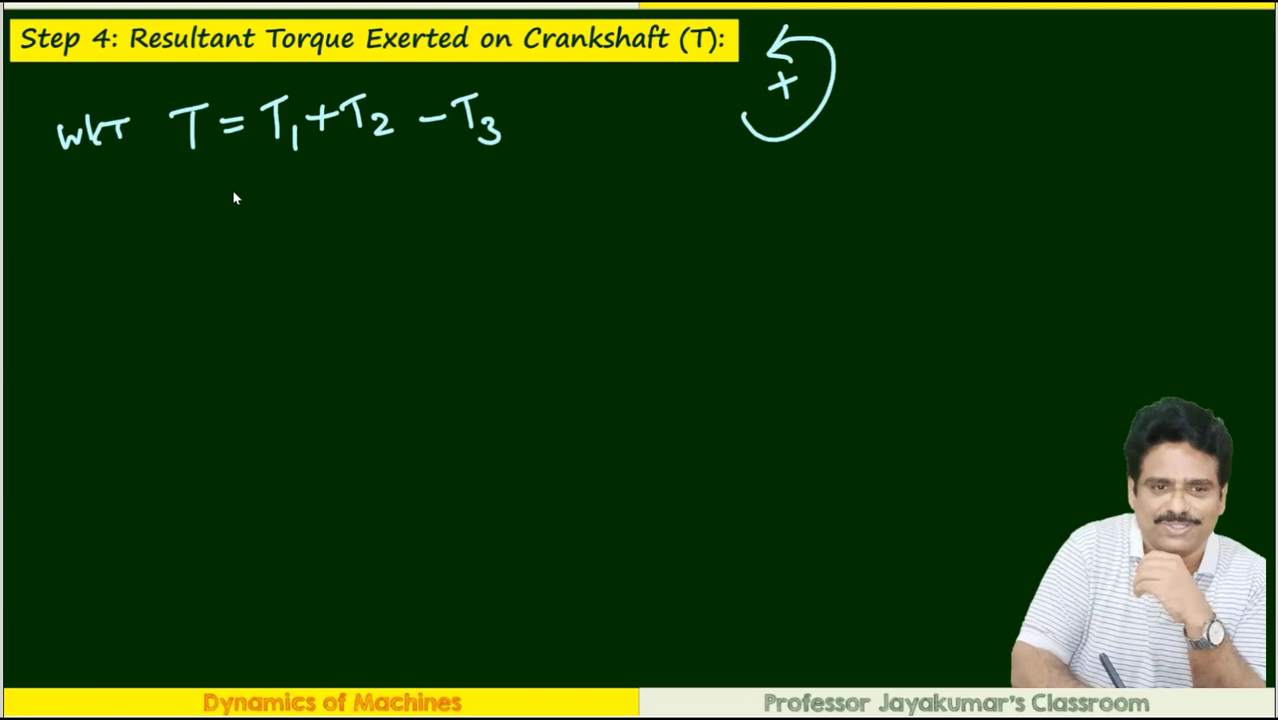 Step 4: Resultant Torque Exerted on Crankshaft (T):
+
WKT T = T₁ + T₂ - T₃
Dynamics of Machines
Professor Jayakumar's Classroom